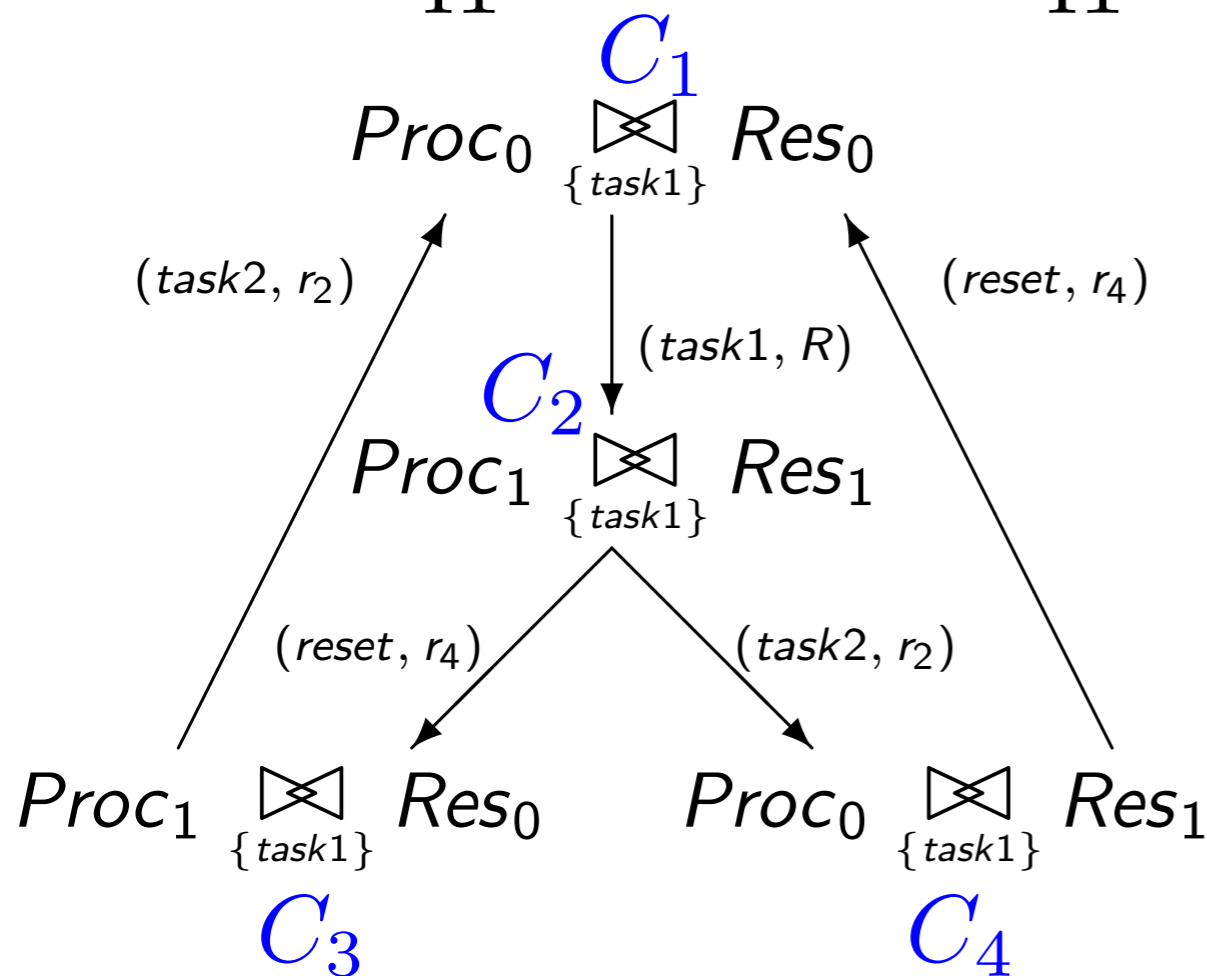 C₁
Proc₀ ⋈ Res₀
{task1}
(task2, r₂)
(reset, r₄)
(task1, R)
C₂
Proc₁ ⋈ Res₁
{task1}
(reset, r₄)
(task2, r₂)
Proc₁ ⋈ Res₀
{task1}
Proc₀ ⋈ Res₁
{task1}
C₃
C₄